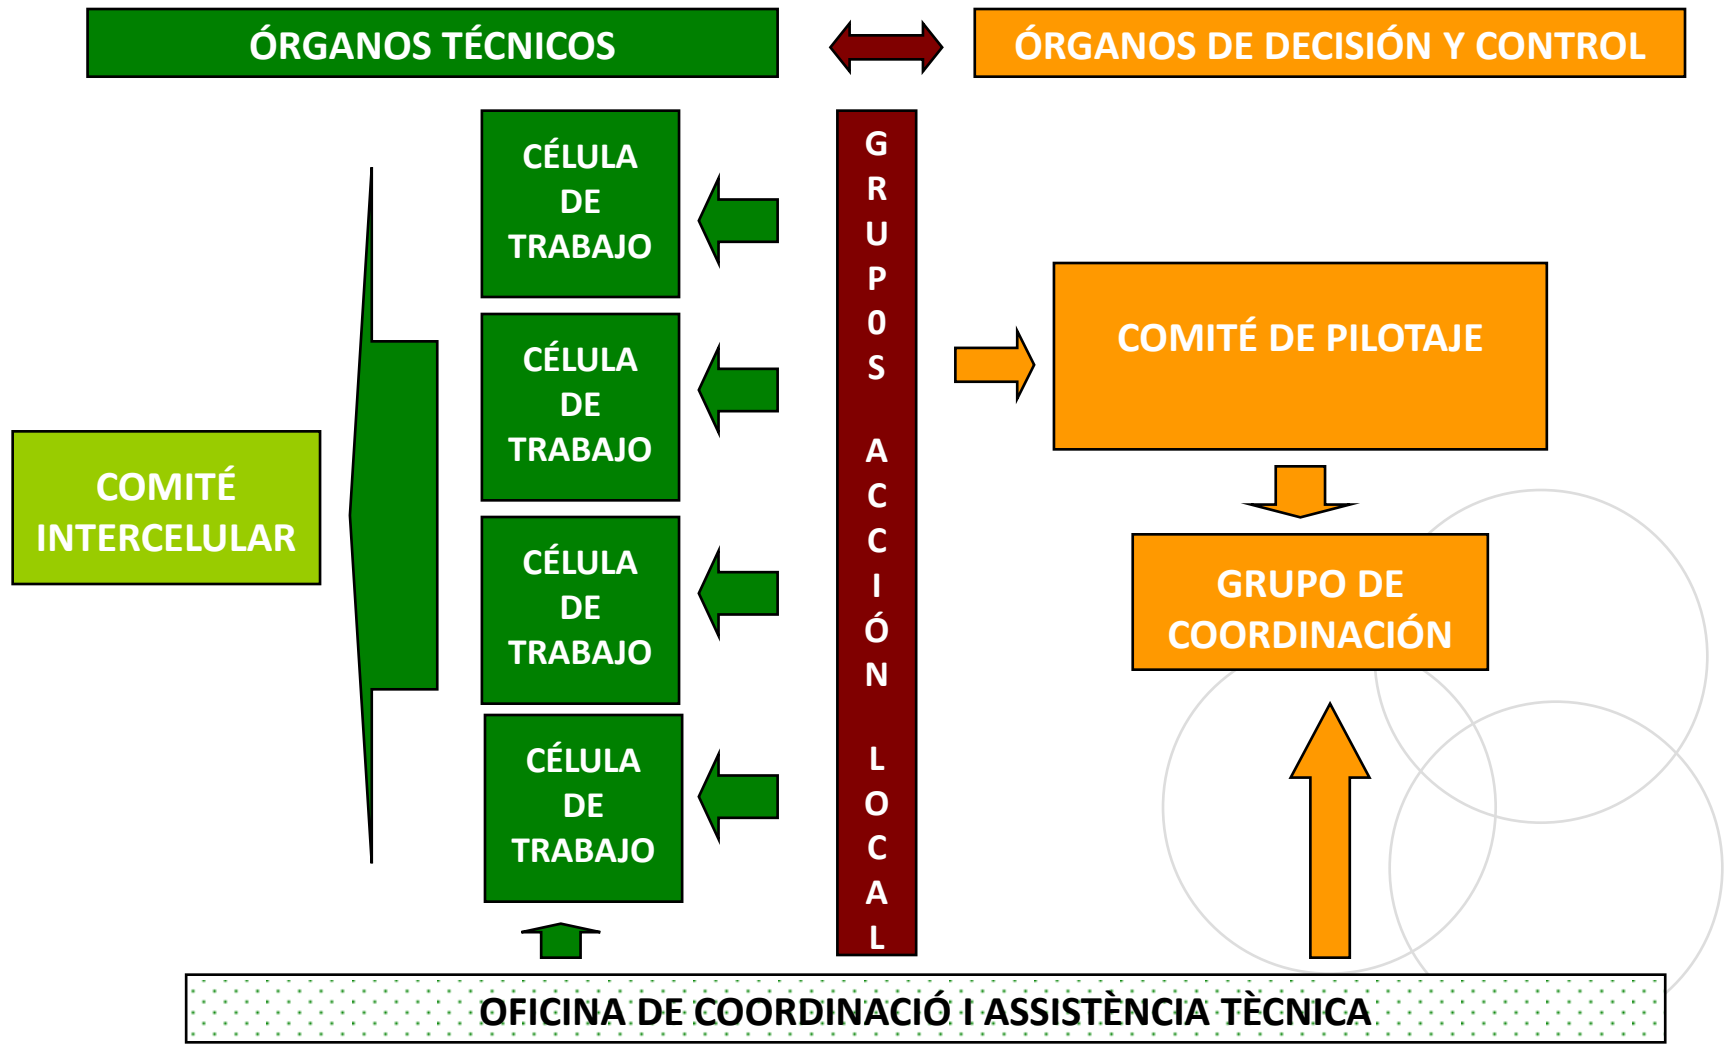 ÓRGANOS TÉCNICOS
ÓRGANOS DE DECISIÓN Y CONTROL
CÉLULA
DE
TRABAJO
CÉLULA
DE
TRABAJO
CÉLULA
DE
TRABAJO
CÉLULA
DE
TRABAJO
COMITÉ
INTERCELULAR
G
R
U
P
0
S
A
C
C
I
Ó
N
L
O
C
A
L
COMITÉ DE PILOTAJE
GRUPO DE
COORDINACIÓN
OFICINA DE COORDINACIÓ I ASSISTÈNCIA TÈCNICA